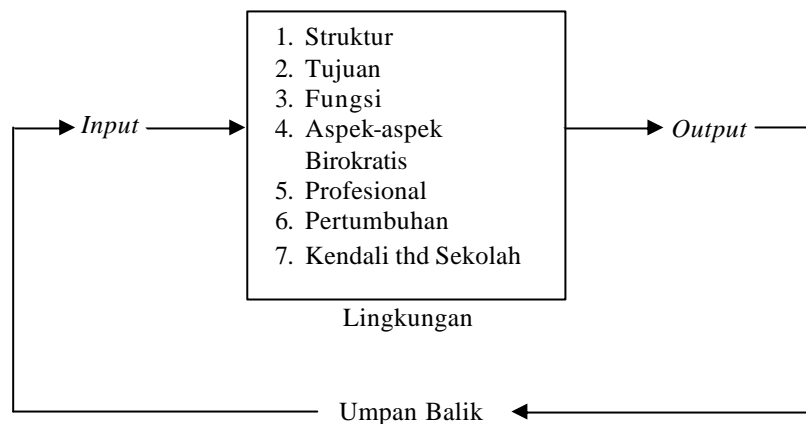 1. Struktur
2. Tujuan
3. Fungsi
4. Aspek-aspek
Birokratis
5. Profesional
6. Pertumbuhan
7. Kendali thd Sekolah
Input
Output
Lingkungan
Umpan Balik